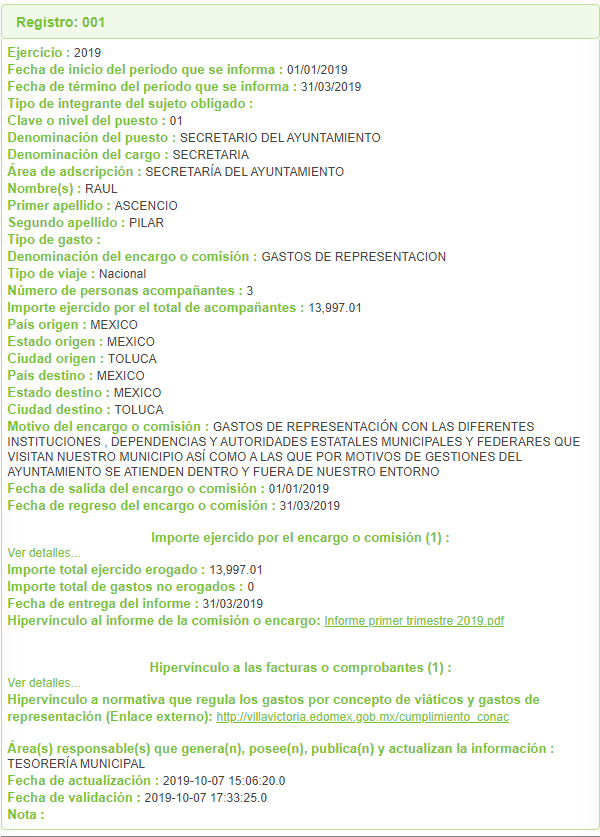 Registro: 001
Ejercicio : 2019
Fecha de inicio del periodo que se informa : 01/01/2019
Fecha de término del periodo que se informa : 31/03/2019
Tipo de integrante del sujeto obligado :
Clave o nivel del puesto : 01
Denominación del puesto : SECRETARIO DEL AYUNTAMIENTO
Denominación del cargo : SECRETARIA
Área de adscripción : SECRETARÍA DEL AYUNTAMIENTO
Nombre(s) : RAUL
Primer apellido : ASCENCIO
Segundo apellido : PILAR
Tipo de gasto :
Denominación del encargo o comisión : GASTOS DE REPRESENTACION
Tipo de viaje : Nacional
Número de personas acompañantes : 3
Importe ejercido por el total de acompañantes : 13,997.01
País origen : MEXICO
Estado origen : MEXICO
Ciudad origen : TOLUCA
País destino : MEXICO
Estado destino : MEXICO
Ciudad destino : TOLUCA
Motivo del encargo o comisión : GASTOS DE REPRESENTACIÓN CON LAS DIFERENTES
INSTITUCIONES , DEPENDENCIAS Y AUTORIDADES ESTATALES MUNICIPALES Y FEDERARES QUE
VISITAN NUESTRO MUNICIPIO ASÍ COMO A LAS QUE POR MOTIVOS DE GESTIONES DEL
AYUNTAMIENTO SE ATIENDEN DENTRO Y FUERA DE NUESTRO ENTORNO
Fecha de salida del encargo o comisión : 01/01/2019
Fecha de regreso del encargo o comisión : 31/03/2019
Importe ejercido por el encargo o comisión (1) :
Ver detalles...
Importe total ejercido erogado : 13,997.01
Importe total de gastos no erogados : 0
Fecha de entrega del informe : 31/03/2019
Hipervínculo al informe de la comisión o encargo: Informe primer trimestre 2019.pdf
Hipervínculo a las facturas o comprobantes (1) :
Ver detalles...
Hipervínculo a normativa que regula los gastos por concepto de viáticos y gastos de
representación (Enlace externo): http://villavictoria.edomex.gob.mx/cumplimiento_conac
Área(s) responsable(s) que genera(n), posee(n), publica(n) y actualizan la información :
TESORERÍA MUNICIPAL
Fecha de actualización : 2019-10-07 15:06:20.0
Fecha de validación : 2019-10-07 17:33:25.0
Nota :